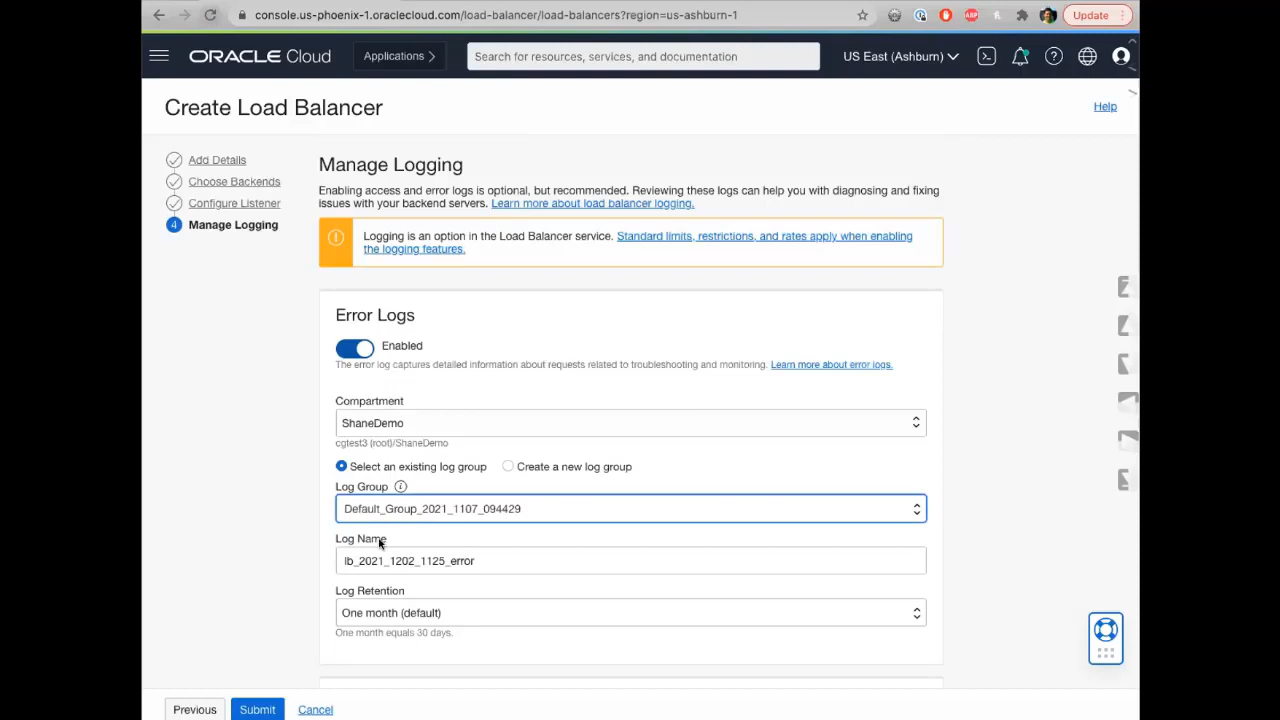 console.us-phoenix-1.oraclecloud.com/load-balancer/load-balancers?region=us-ashburn-1
ABP
Update
ORACLE Cloud
Applications
Search for resources, services, and documentation
US East (Ashburn)
Create Load Balancer
Help
Add Details
Choose Backends
Configure Listener
4 Manage Logging
Manage Logging
Enabling access and error logs is optional, but recommended. Reviewing these logs can help you with diagnosing and fixing
issues with your backend servers. Learn more about load balancer logging.
Logging is an option in the Load Balancer service. Standard limits, restrictions, and rates apply when enabling
the logging features.
Error Logs
Enabled
The error log captures detailed information about requests related to troubleshooting and monitoring. Learn more about error logs.
Compartment
ShaneDemo
cgtest3 (root)/ShaneDemo
Select an existing log group
Create a new log group
Log Group
Default_Group_2021_1107_094429
Log Name
lb_2021_1202_1125_error
Log Retention
One month (default)
One month equals 30 days.
Previous
Submit
Cancel